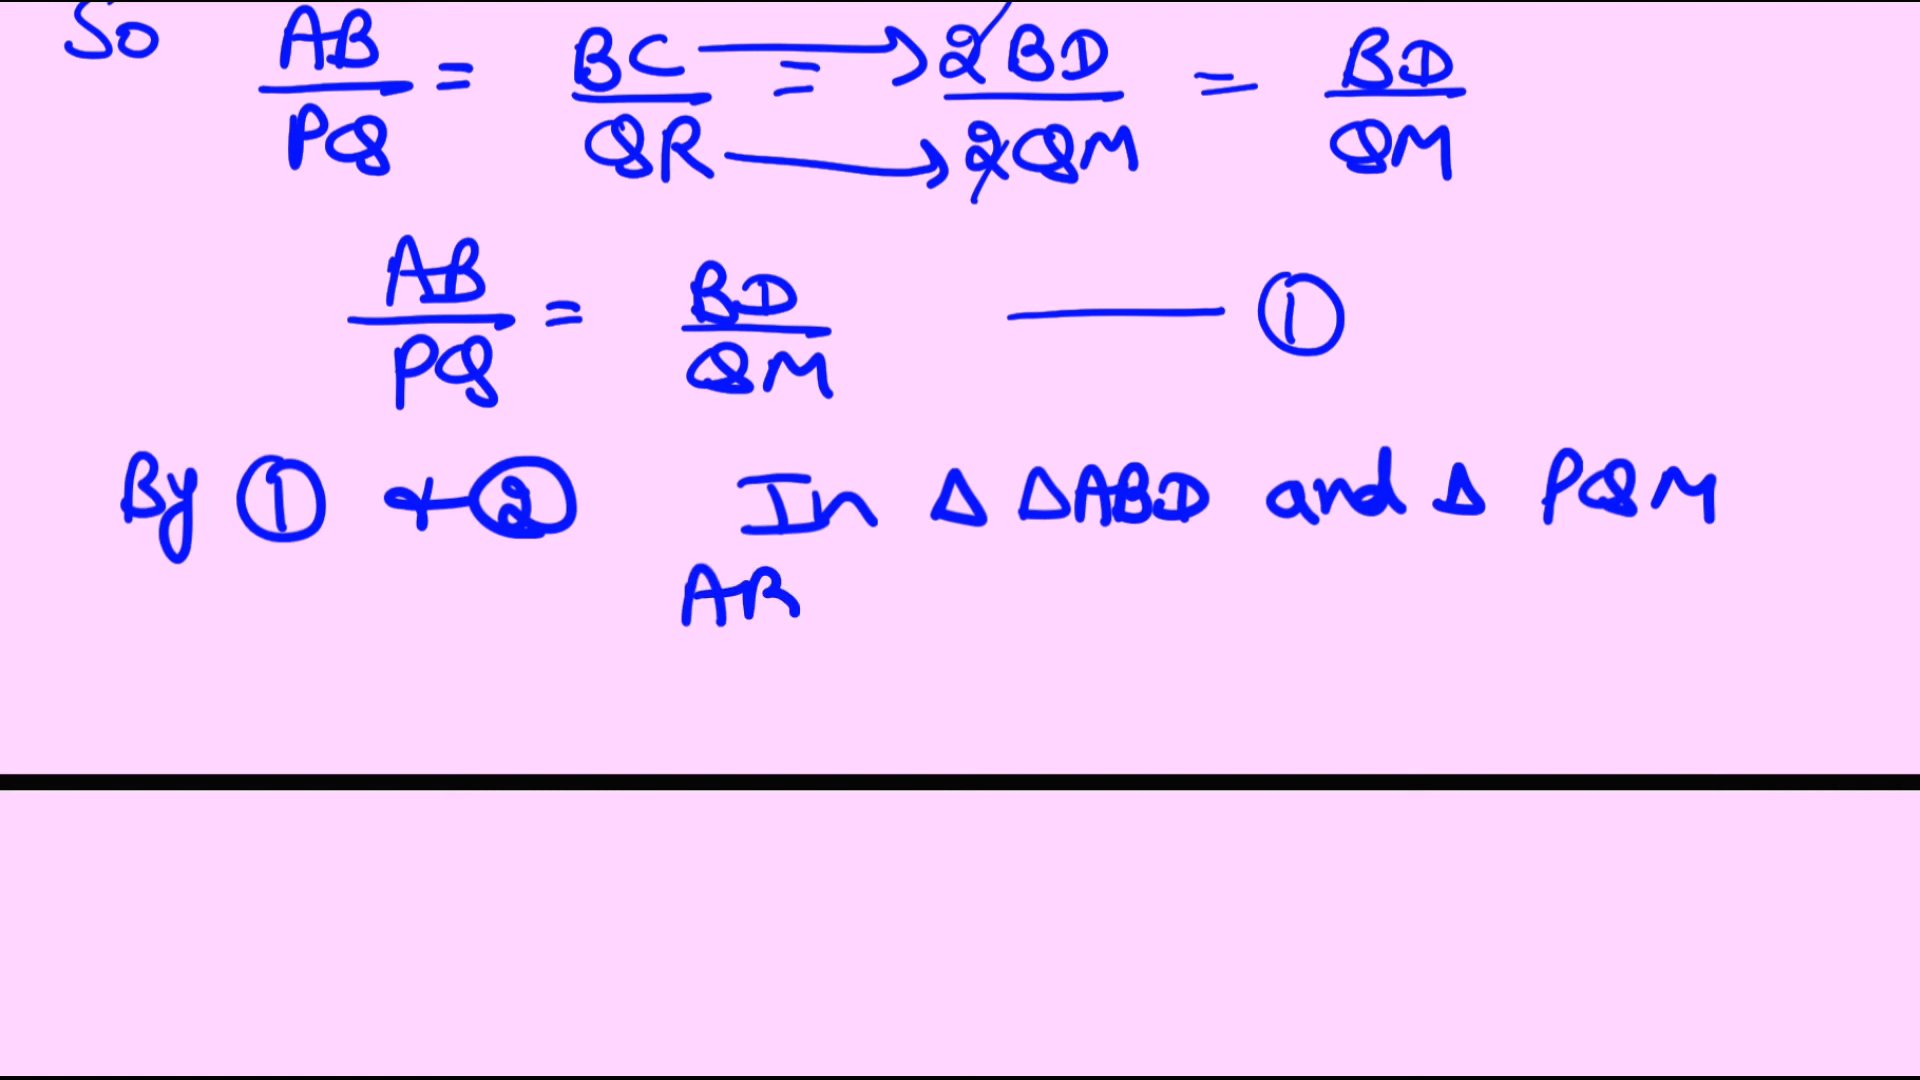 So AB/PQ = BC/QR = 2BD/2QM = BD/QM
AB/PQ = BD/QM —— ①
By ① & ② In Δ ΔABD and Δ PQM
AB